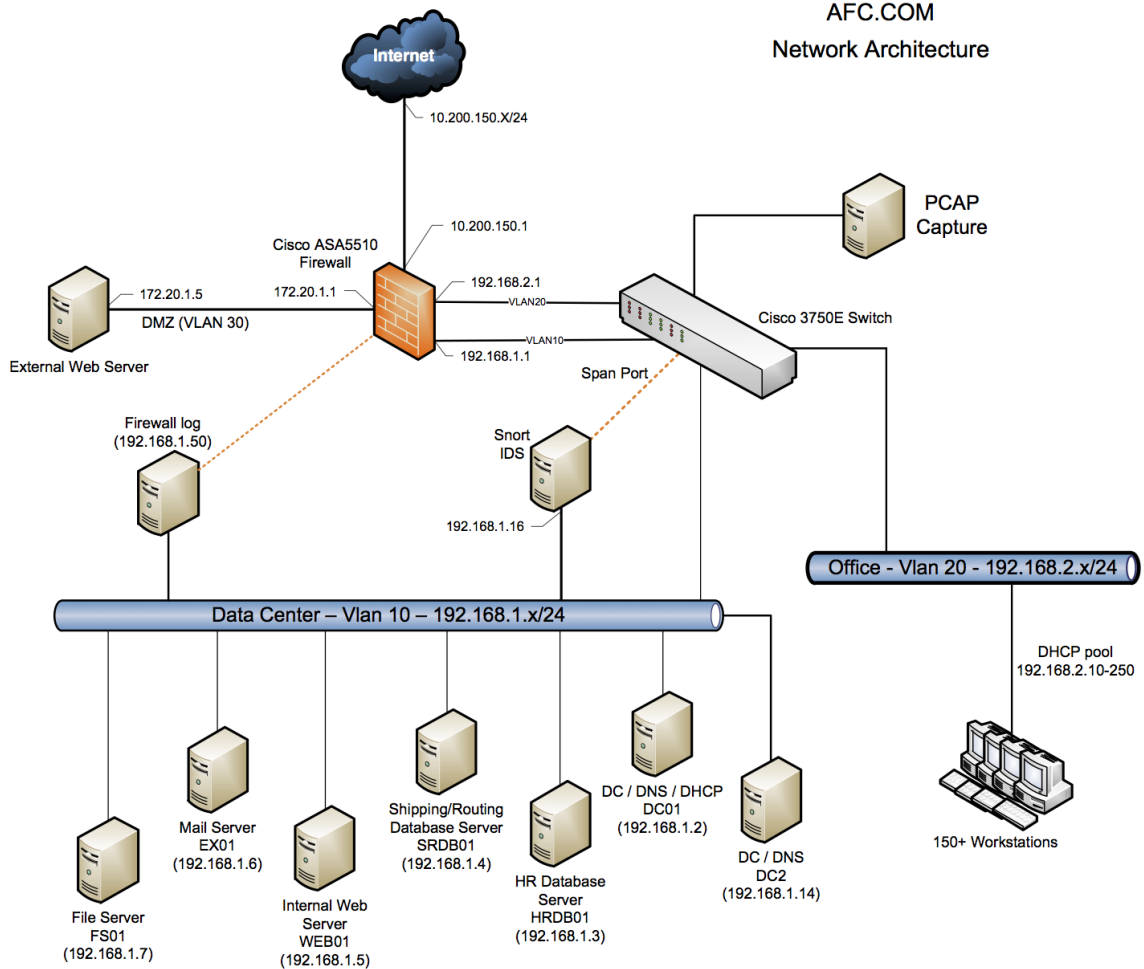 AFC.COM
Network Architecture
Internet
10.200.150.X/24
PCAP
Capture
10.200.150.1
Cisco ASA5510
Firewall
192.168.2.1
172.20.1.5
172.20.1.1
VLAN20
DMZ (VLAN 30)
Cisco 3750E Switch
VLAN10
192.168.1.1
External Web Server
Span Port
Firewall log
(192.168.1.50)
Snort
IDS
192.168.1.16
Office - Vlan 20 - 192.168.2.x/24
Data Center – Vlan 10 – 192.168.1.x/24
DHCP pool
192.168.2.10-250
Mail Server
EX01
(192.168.1.6)
Shipping/Routing
Database Server
SRDB01
(192.168.1.4)
DC / DNS / DHCP
DC01
(192.168.1.2)
150+ Workstations
DC / DNS
DC2
(192.168.1.14)
HR Database
Server
HRDB01
(192.168.1.3)
Internal Web
Server
WEB01
(192.168.1.5)
File Server
FS01
(192.168.1.7)